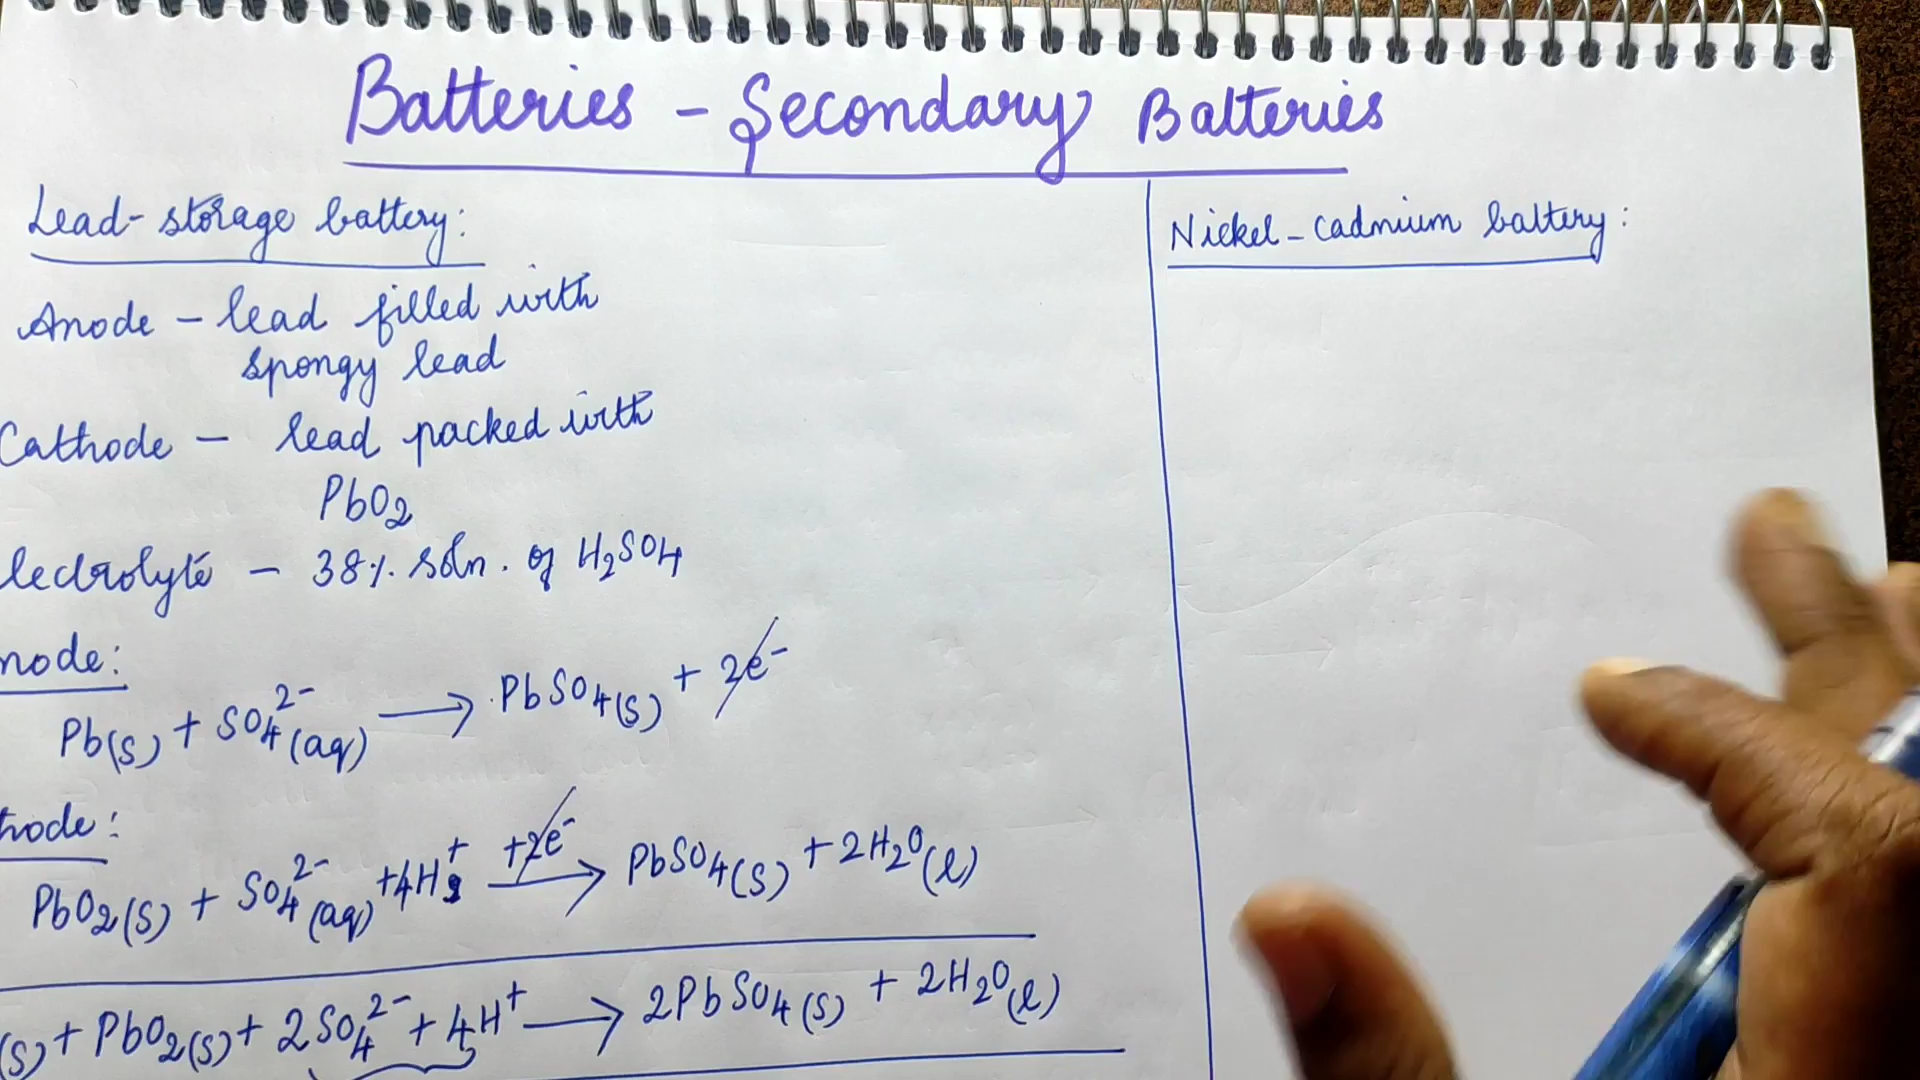 Batteries - Secondary Batteries
Lead-storage battery:
Anode - lead filled with
spongy lead
Cathode - lead packed with
PbO2
lectrolyte - 38%. soln. of H2SO4
node:
Pb(s) + SO4^2-(aq) → PbSO4(s) + 2e-
thode:
PbO2(s) + SO4^2-(aq) + 4H+ +2e- → PbSO4(s) + 2H2O(l)
(s) + PbO2(s) + 2SO4^2- + 4H+ → 2PbSO4(s) + 2H2O(l)
Nickel-cadmium battery: